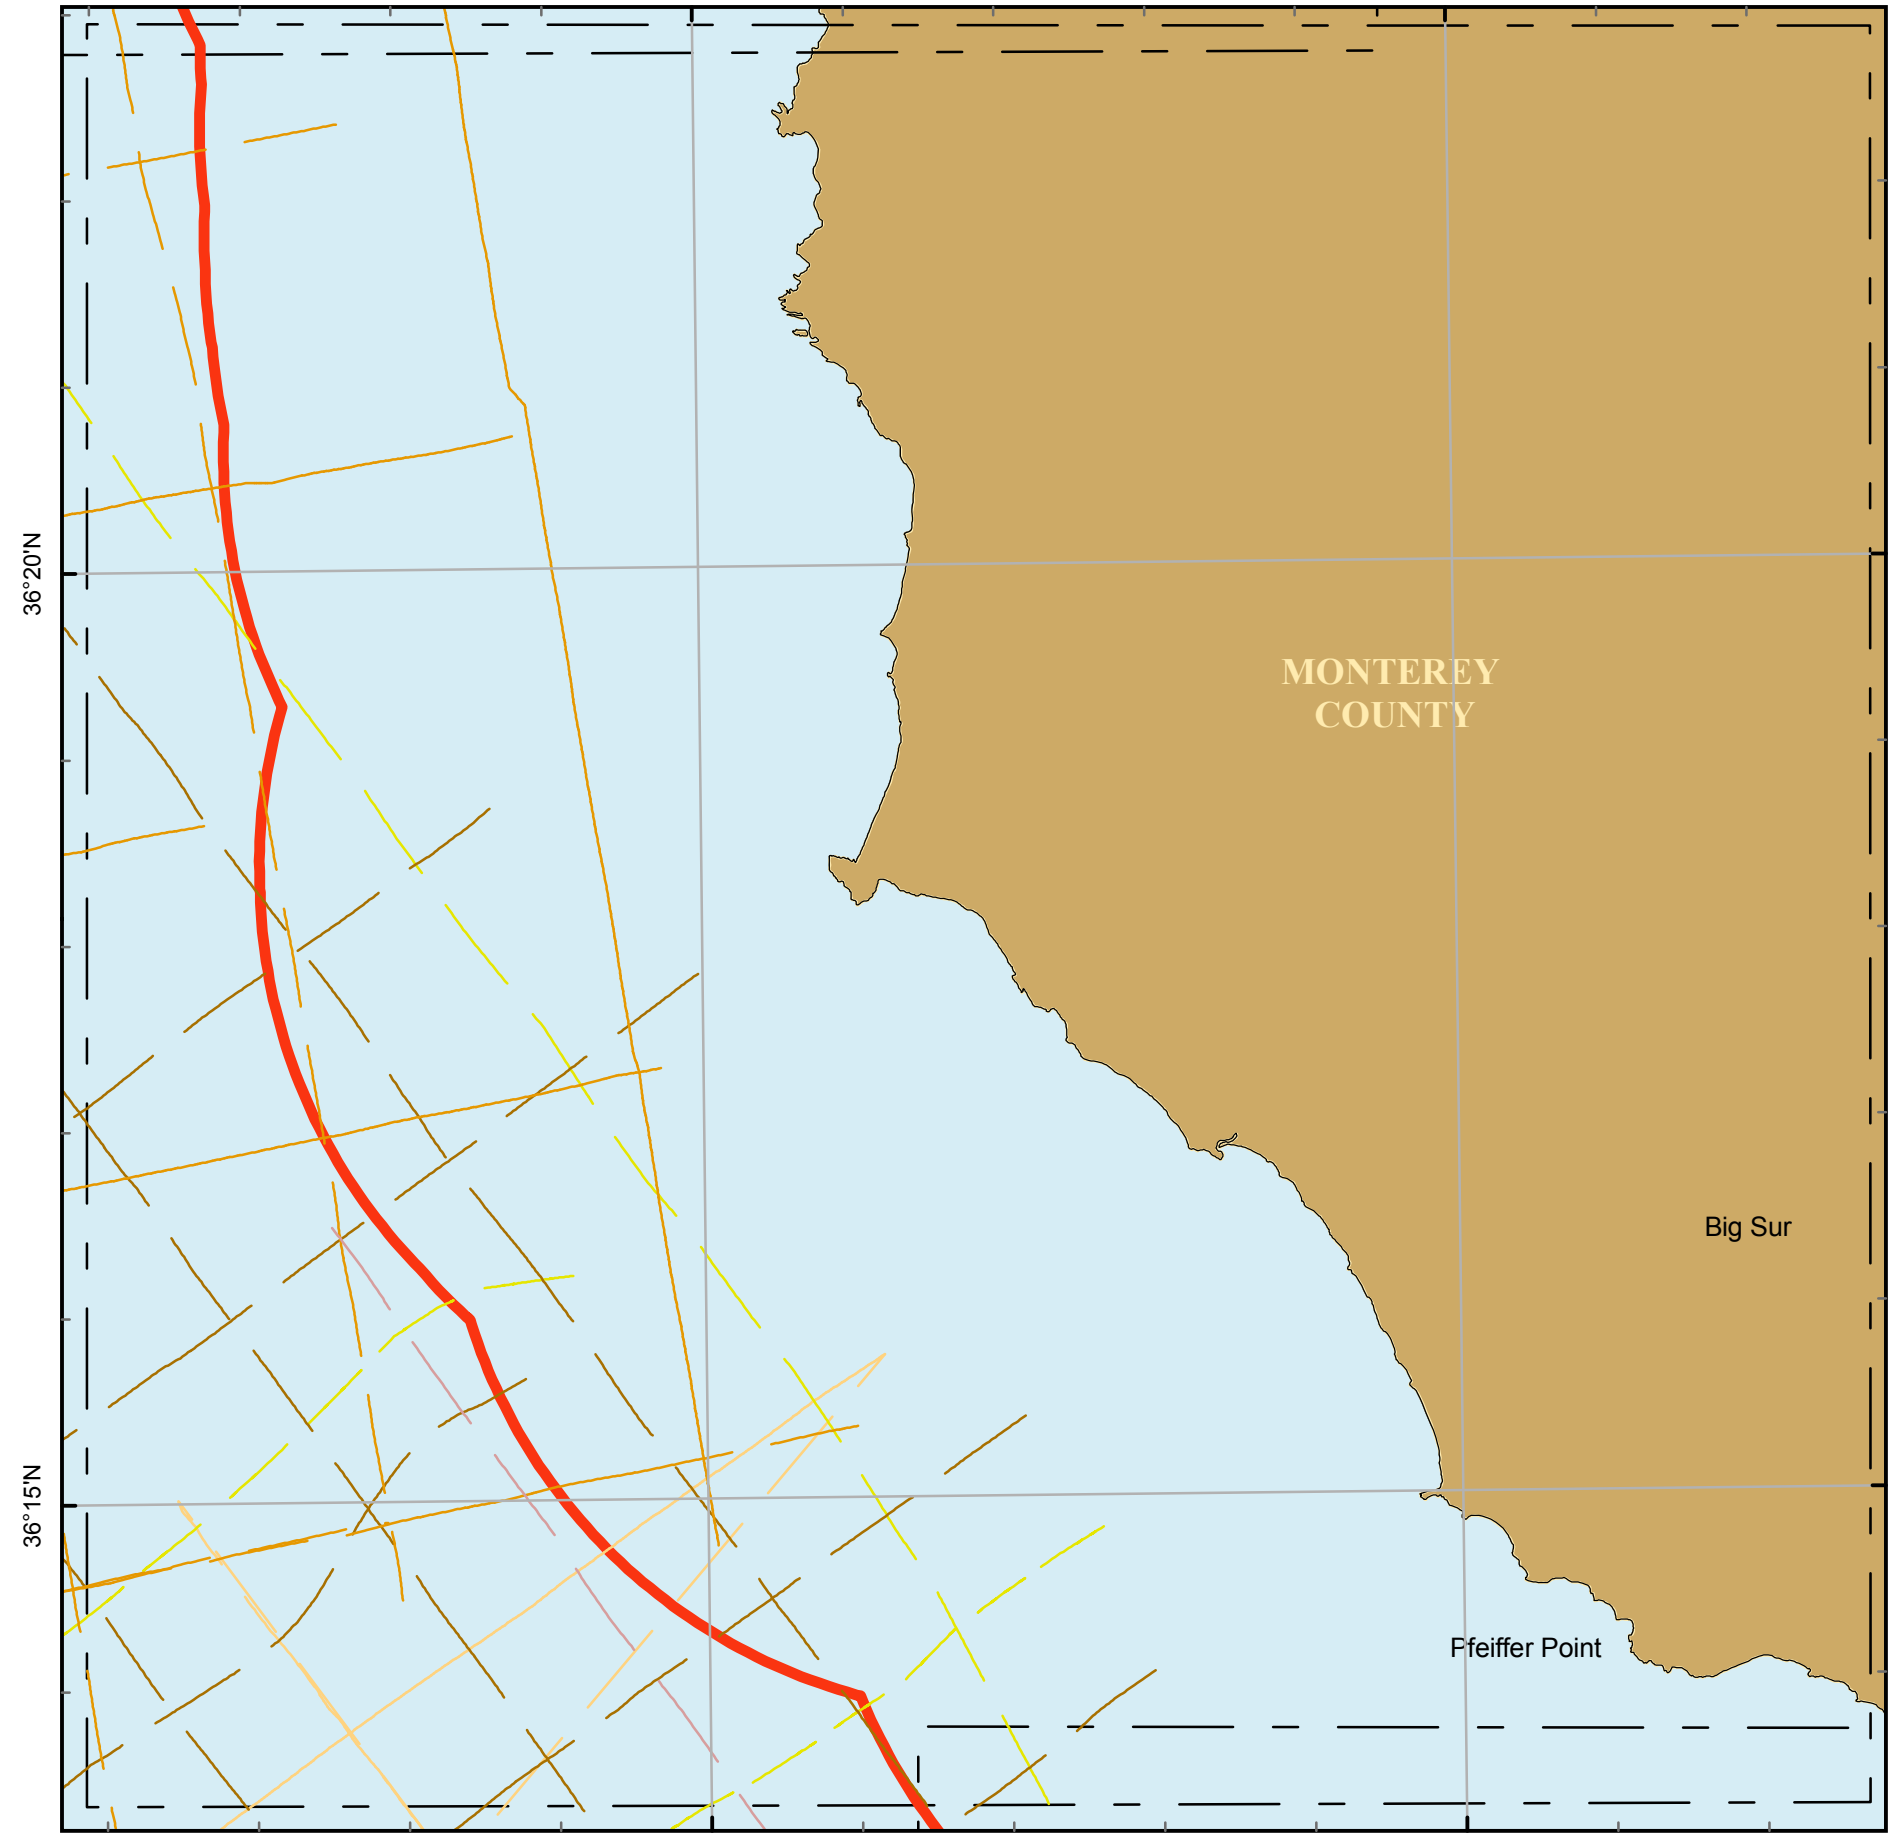 36°20'N
MONTEREY
COUNTY
Big Sur
36°15'N
Pfeiffer Point